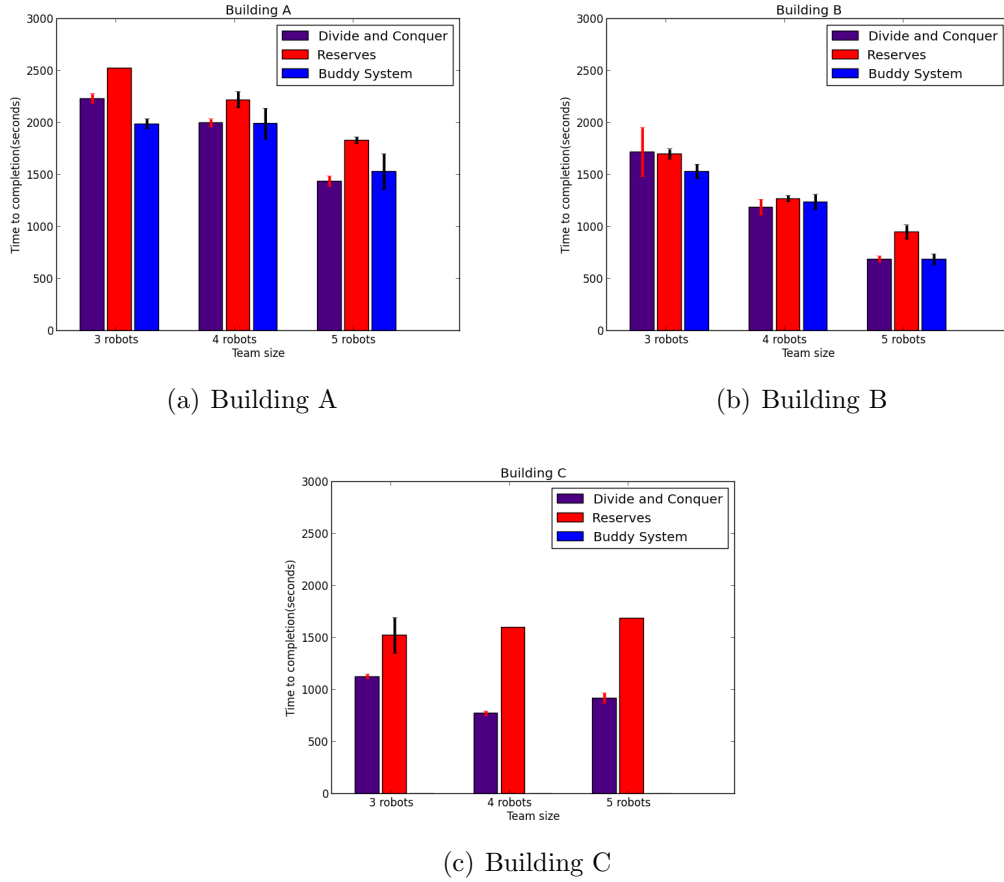 Building A
3000
2500
2000
1500
1000
500
0
Time to completion(seconds)
Divide and Conquer
Reserves
Buddy System
3 robots
4 robots
5 robots
Team size
(a) Building A
Building B
3000
2500
2000
1500
1000
500
0
Time to completion(seconds)
Divide and Conquer
Reserves
Buddy System
3 robots
4 robots
5 robots
Team size
(b) Building B
Building C
3000
2500
2000
1500
1000
500
0
Time to completion(seconds)
Divide and Conquer
Reserves
Buddy System
3 robots
4 robots
5 robots
Team size
(c) Building C